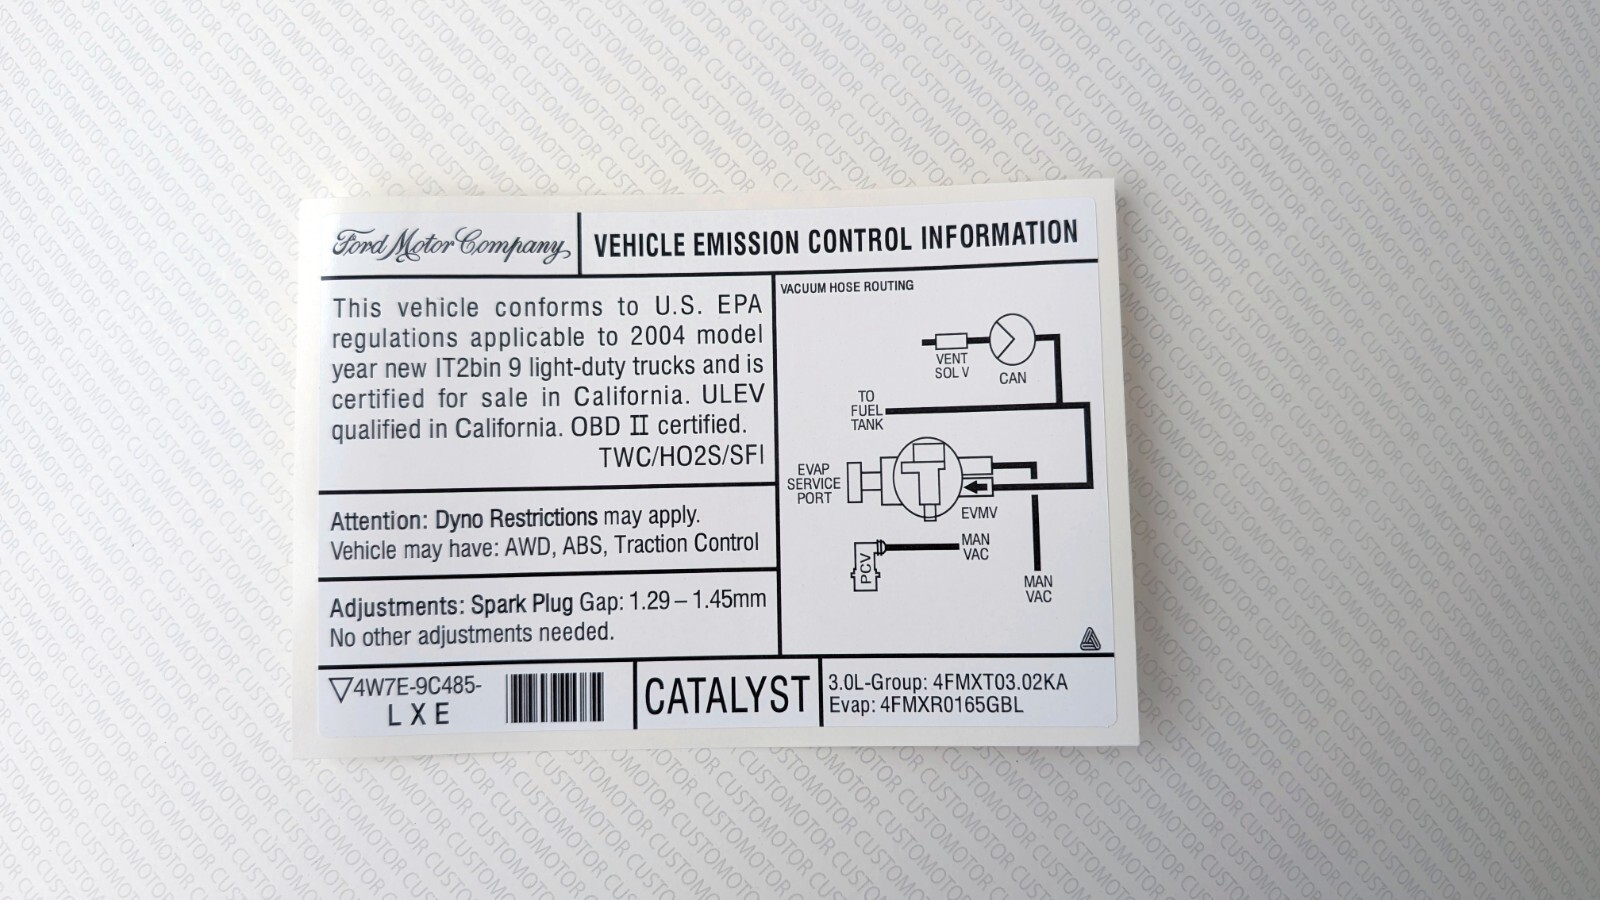 Ford Motor Company
VEHICLE EMISSION CONTROL INFORMATION
This vehicle conforms to U.S. EPA
regulations applicable to 2004 model
year new IT2bin 9 light-duty trucks and is
certified for sale in California. ULEV
qualified in California. OBD II certified.
TWC/HO2S/SFI
Attention: Dyno Restrictions may apply.
Vehicle may have: AWD, ABS, Traction Control
Adjustments: Spark Plug Gap: 1.29 – 1.45mm
No other adjustments needed.
VACUUM HOSE ROUTING
VENT
SOL V
CAN
TO
FUEL
TANK
EVAP
SERVICE
PORT
EVMV
PCV
MAN
VAC
MAN
VAC
4W7E-9C485-
L X E
CATALYST
3.0L-Group: 4FMXT03.02KA
Evap: 4FMXR0165GBL
CUSTOMOTOR